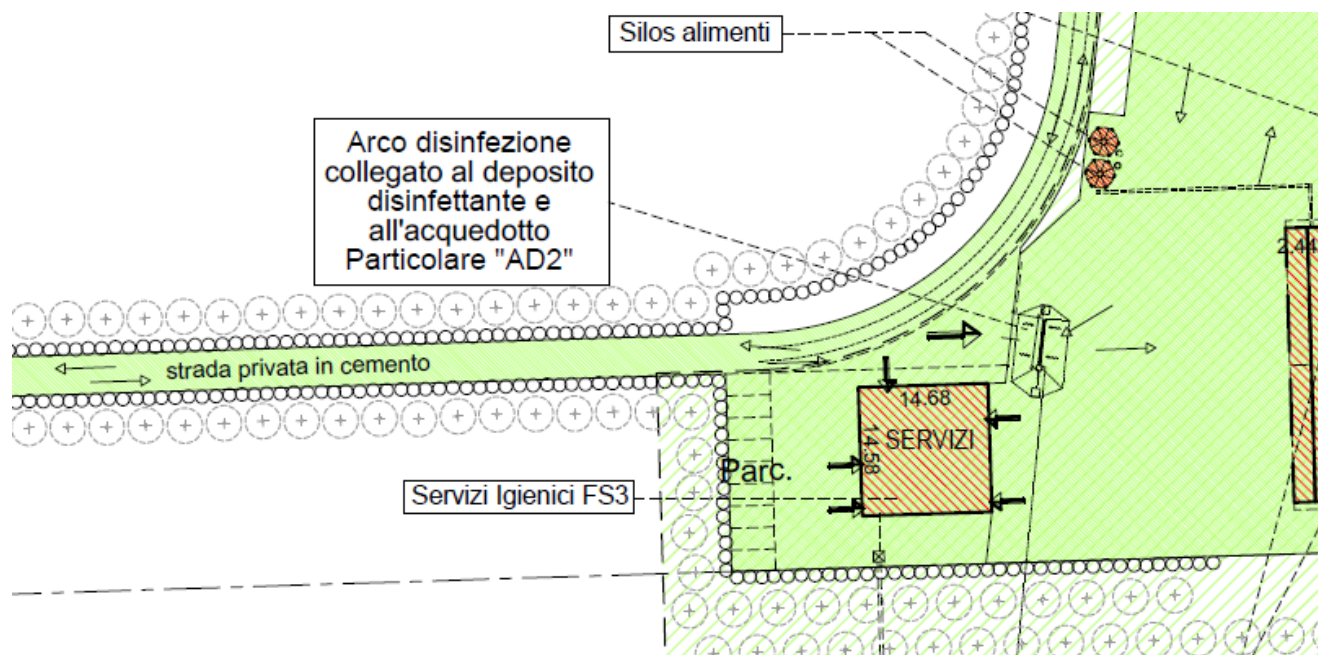 Silos alimenti
Arco disinfezione
collegato al deposito
disinfettante e
all'acquedotto
Particolare "AD2"
2.44
strada privata in cemento
14.68
14.58
SERVIZI
Parc.
Servizi Igienici FS3